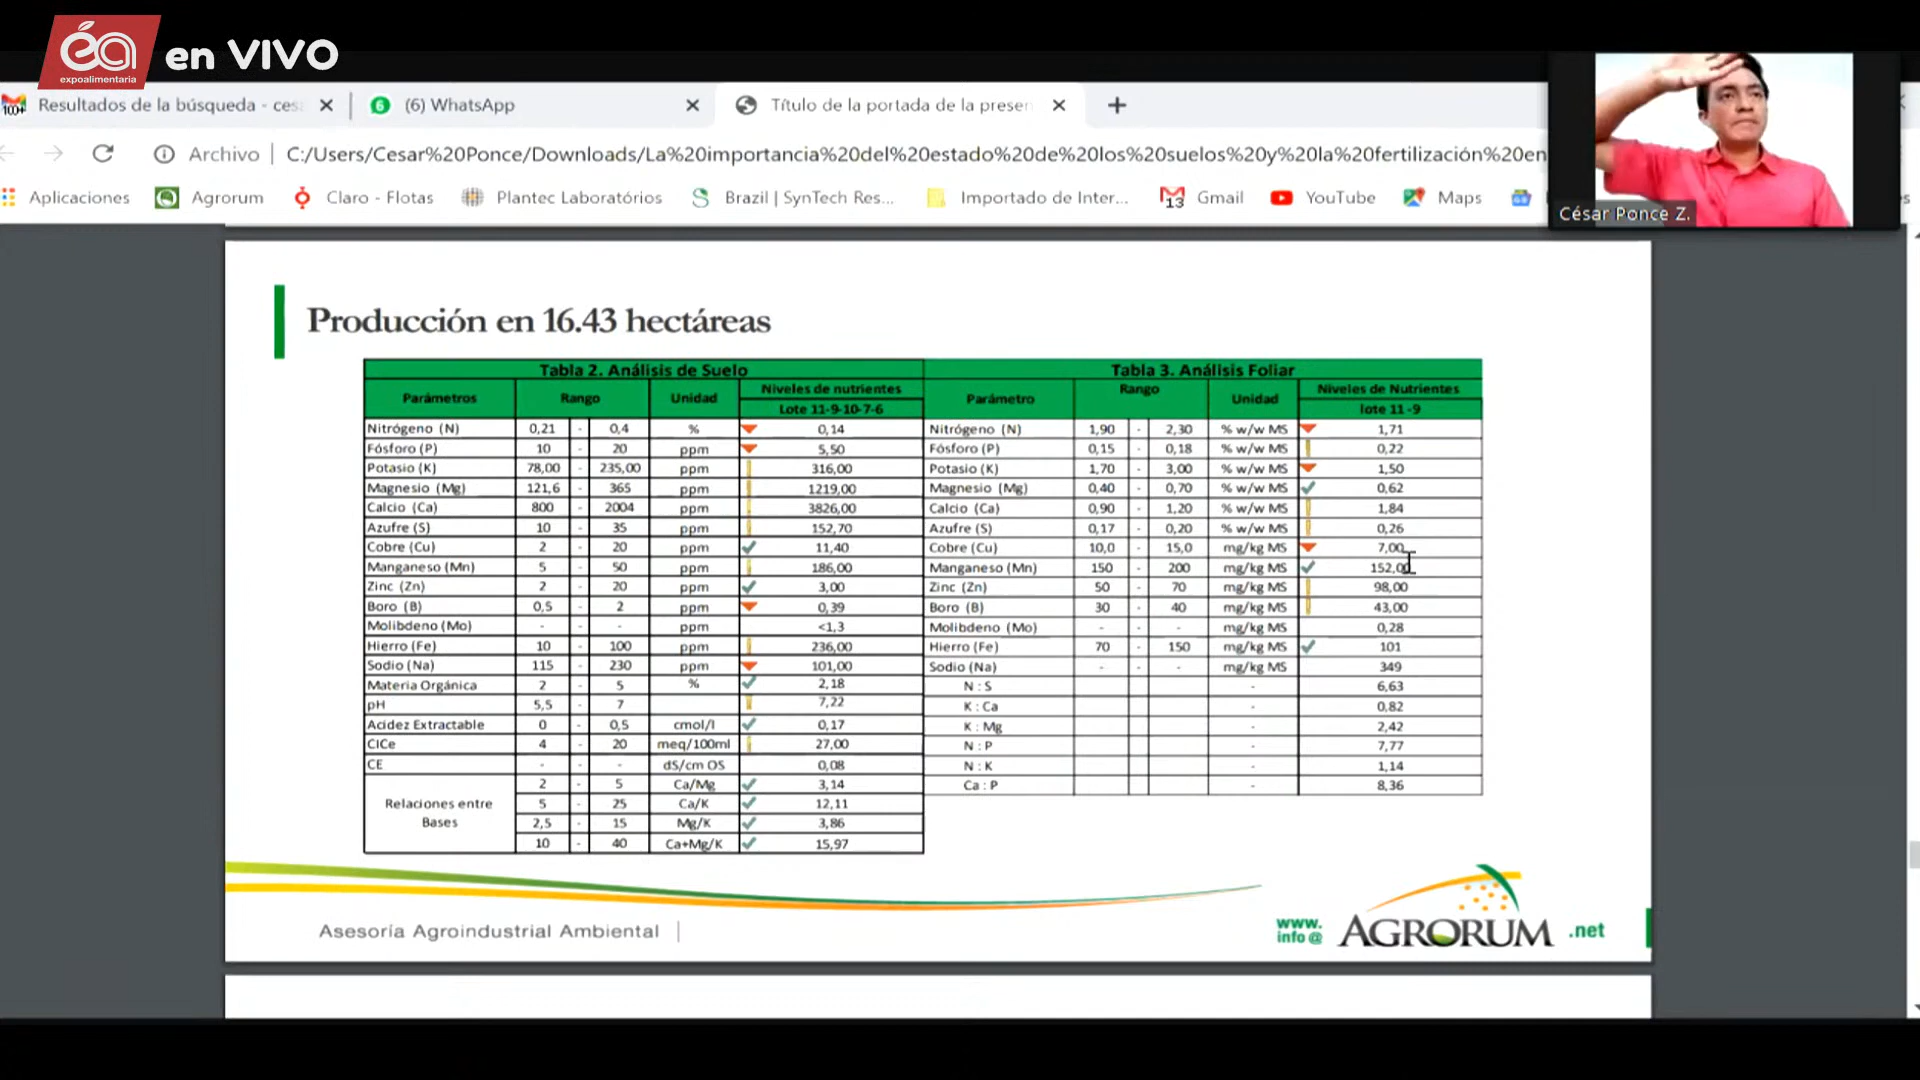 éa
expoalimentaria
en VIVO
Resultados de la búsqueda - ces
(6) WhatsApp
Título de la portada de la presen
Archivo
C:/Users/Cesar%20Ponce/Downloads/La%20importancia%20del%20estado%20de%20los%20suelos%20y%20la%20fertilización%20en
Aplicaciones
Agrorum
Claro - Flotas
Plantec Laboratórios
Brazil | SynTech Res...
Importado de Inter...
Gmail
YouTube
Maps
César Ponce Z.
Producción en 16.43 hectáreas
Tabla 2. Análisis de Suelo
Parámetros Rango Unidad Niveles de nutrientes
Lote 11-9-10-7-6
Nitrógeno (N) 0,21 - 0,4 % 0,14
Fósforo (P) 10 - 20 ppm 5,50
Potasio (K) 78,00 - 235,00 ppm 316,00
Magnesio (Mg) 121,6 - 365 ppm 1219,00
Calcio (Ca) 800 - 2004 ppm 3826,00
Azufre (S) 10 - 35 ppm 152,70
Cobre (Cu) 2 - 20 ppm 11,40
Manganeso (Mn) 5 - 50 ppm 186,00
Zinc (Zn) 2 - 20 ppm 3,00
Boro (B) 0,5 - 2 ppm 0,39
Molibdeno (Mo) - - - ppm <1,3
Hierro (Fe) 10 - 100 ppm 236,00
Sodio (Na) 115 - 230 ppm 101,00
Materia Orgánica 2 - 5 % 2,18
pH 5,5 - 7 7,22
Acidez Extractable 0 - 0,5 cmol/l 0,17
CICe 4 - 20 meq/100ml 27,00
CE - - - dS/cm OS 0,08
Relaciones entre Bases
2 - 5 Ca/Mg 3,14
5 - 25 Ca/K 12,11
2,5 - 15 Mg/K 3,86
10 - 40 Ca+Mg/K 15,97
Tabla 3. Análisis Foliar
Parámetro Rango Unidad Niveles de Nutrientes
lote 11 -9
Nitrógeno (N) 1,90 - 2,30 % w/w MS 1,71
Fósforo (P) 0,15 - 0,18 % w/w MS 0,22
Potasio (K) 1,70 - 3,00 % w/w MS 1,50
Magnesio (Mg) 0,40 - 0,70 % w/w MS 0,62
Calcio (Ca) 0,90 - 1,20 % w/w MS 1,84
Azufre (S) 0,17 - 0,20 % w/w MS 0,26
Cobre (Cu) 10,0 - 15,0 mg/kg MS 7,00
Manganeso (Mn) 150 - 200 mg/kg MS 152,00
Zinc (Zn) 50 - 70 mg/kg MS 98,00
Boro (B) 30 - 40 mg/kg MS 43,00
Molibdeno (Mo) - - - mg/kg MS 0,28
Hierro (Fe) 70 - 150 mg/kg MS 101
Sodio (Na) - - - mg/kg MS 349
N : S - 6,63
K : Ca - 0,82
K : Mg - 2,42
N : P - 7,77
N : K - 1,14
Ca : P - 8,36
Asesoría Agroindustrial Ambiental
www.
info@
AGRORUM
.net